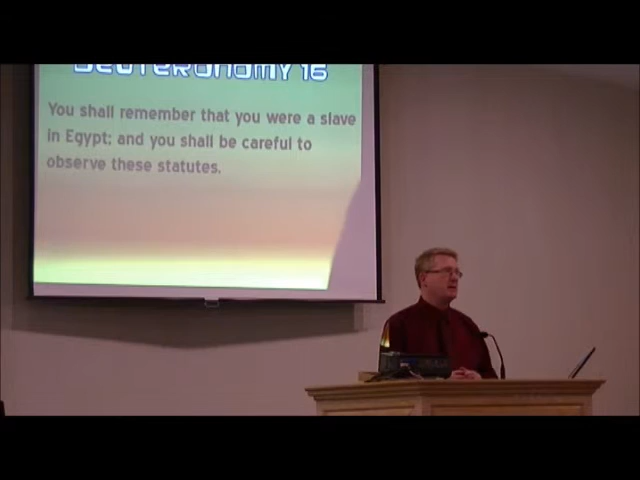 DEUTERONOMY 16
You shall remember that you were a slave
in Egypt; and you shall be careful to
observe these statutes.